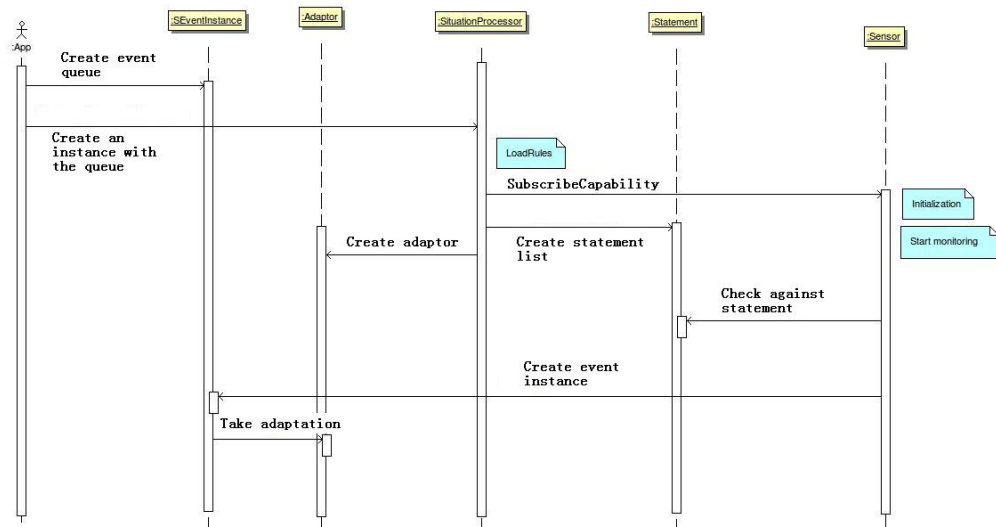 :SEventInstance
:Adaptor
:SituationProcessor
:Statement
:Sensor
:App
Create event
queue
Create an
instance with
the queue
LoadRules
SubscribeCapability
Initialization
Create adaptor
Create statement
list
Start monitoring
Check against
statement
Create event
instance
Take adaptation